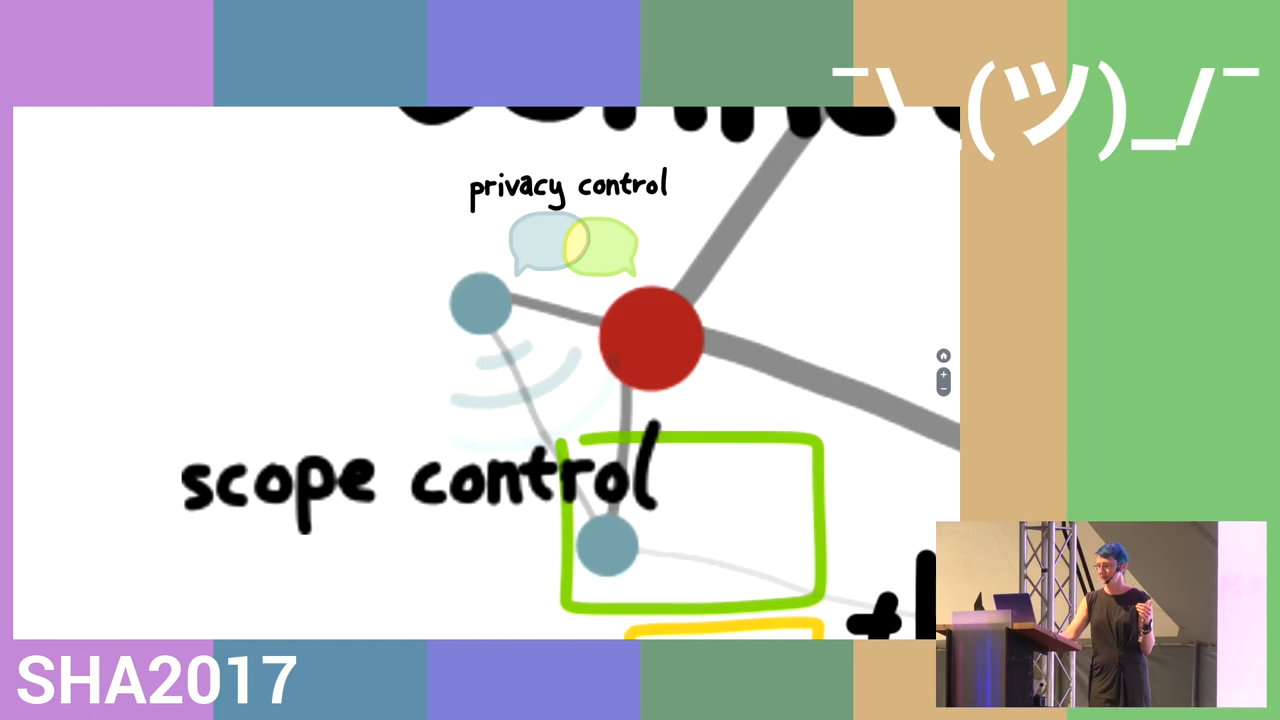 ¯\_(ツ)_/¯
privacy control
scope control
SHA2017